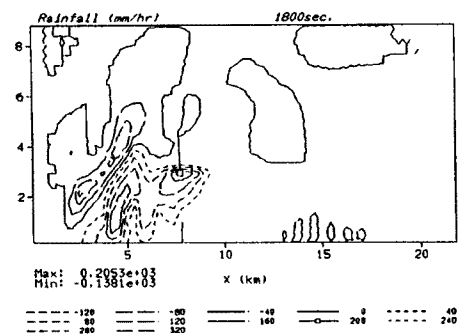 Rainfall (mm/hr) 1800sec.
8
6
4
2
5 10 15 20
Max: 0.2053e+03
Min: -0.1381e+03
X (km)
-120 -80 -40 0 40
80 120 160 200 240
280 320